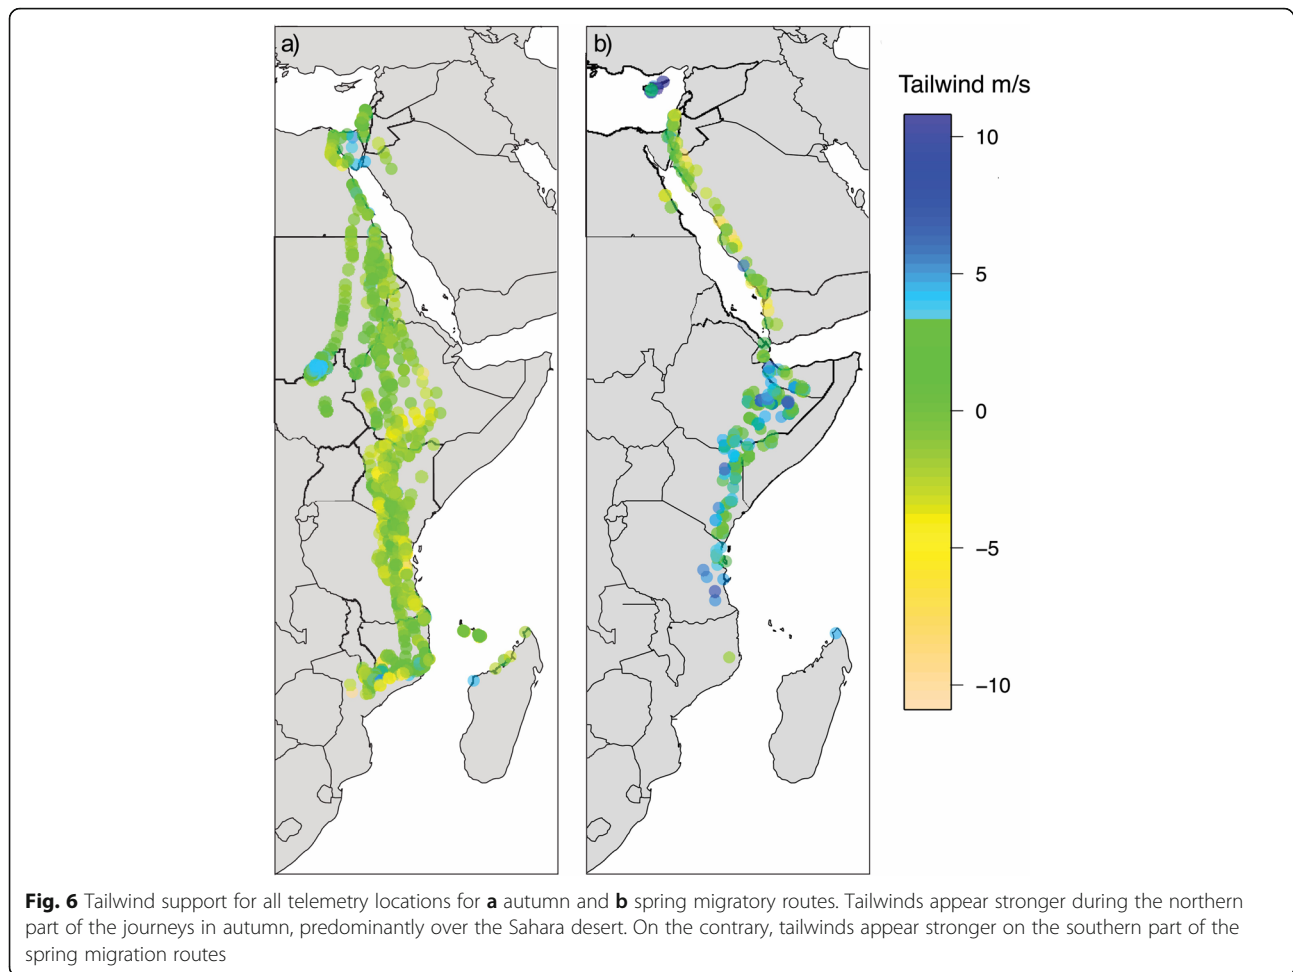 a)
b)
Tailwind m/s
10
5
0
−5
−10
Fig. 6 Tailwind support for all telemetry locations for a autumn and b spring migratory routes. Tailwinds appear stronger during the northern
part of the journeys in autumn, predominantly over the Sahara desert. On the contrary, tailwinds appear stronger on the southern part of the
spring migration routes